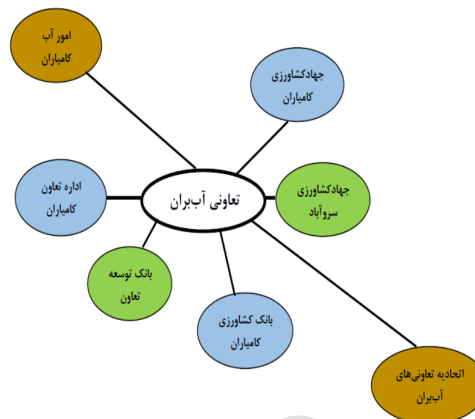 امور آب
کامیاران
جهادکشاورزی
کامیاران
اداره تعاون
کامیاران
تعاونی آب‌بران
جهادکشاورزی
سروآباد
بانک توسعه
تعاون
بانک کشاورزی
کامیاران
اتحادیه تعاونی‌های
آب‌بران